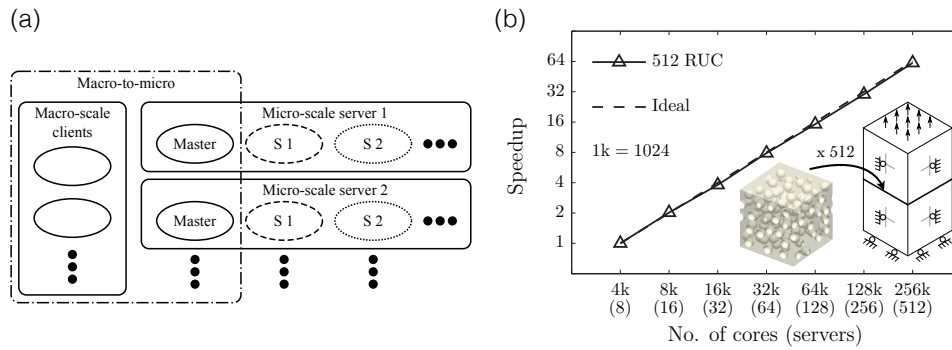 (a)
Macro-to-micro
Macro-scale
clients
Micro-scale server 1
Master
S 1
S 2
Micro-scale server 2
Master
S 1
S 2
(b)
Speedup
64
32
16
8
4
2
1
512 RUC
Ideal
1k = 1024
x 512
4k 8k 16k 32k 64k 128k 256k
(8) (16) (32) (64) (128) (256) (512)
No. of cores (servers)